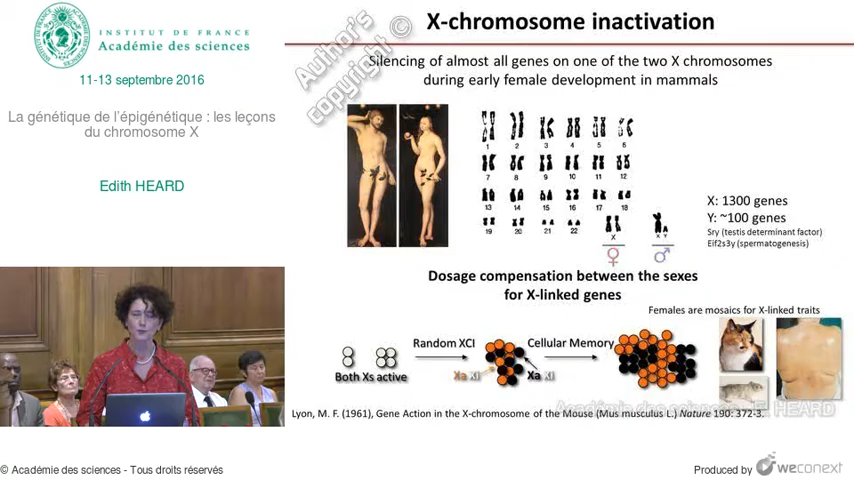 INSTITUT DE FRANCE
Académie des sciences
11-13 septembre 2016
La génétique de l'épigénétique : les leçons
du chromosome X
Edith HEARD
X-chromosome inactivation
Author's
copyright ©
Silencing of almost all genes on one of the two X chromosomes
during early female development in mammals
1 2 3 4 5 6
7 8 9 10 11 12
13 14 15 16 17 18
19 20 21 22 X X Y
♀ ♂
X: 1300 genes
Y: ~100 genes
Sry (testis determinant factor)
Eif2s3y (spermatogenesis)
Dosage compensation between the sexes
for X-linked genes
Females are mosaics for X-linked traits
Random XCI
Cellular Memory
Both Xs active
Xa Xi
Xa Xi
Lyon, M. F. (1961), Gene Action in the X-chromosome of the Mouse (Mus musculus L.) Nature 190: 372-3.
Académie des sciences - E. HEARD
© Académie des sciences - Tous droits réservés
Produced by weconext